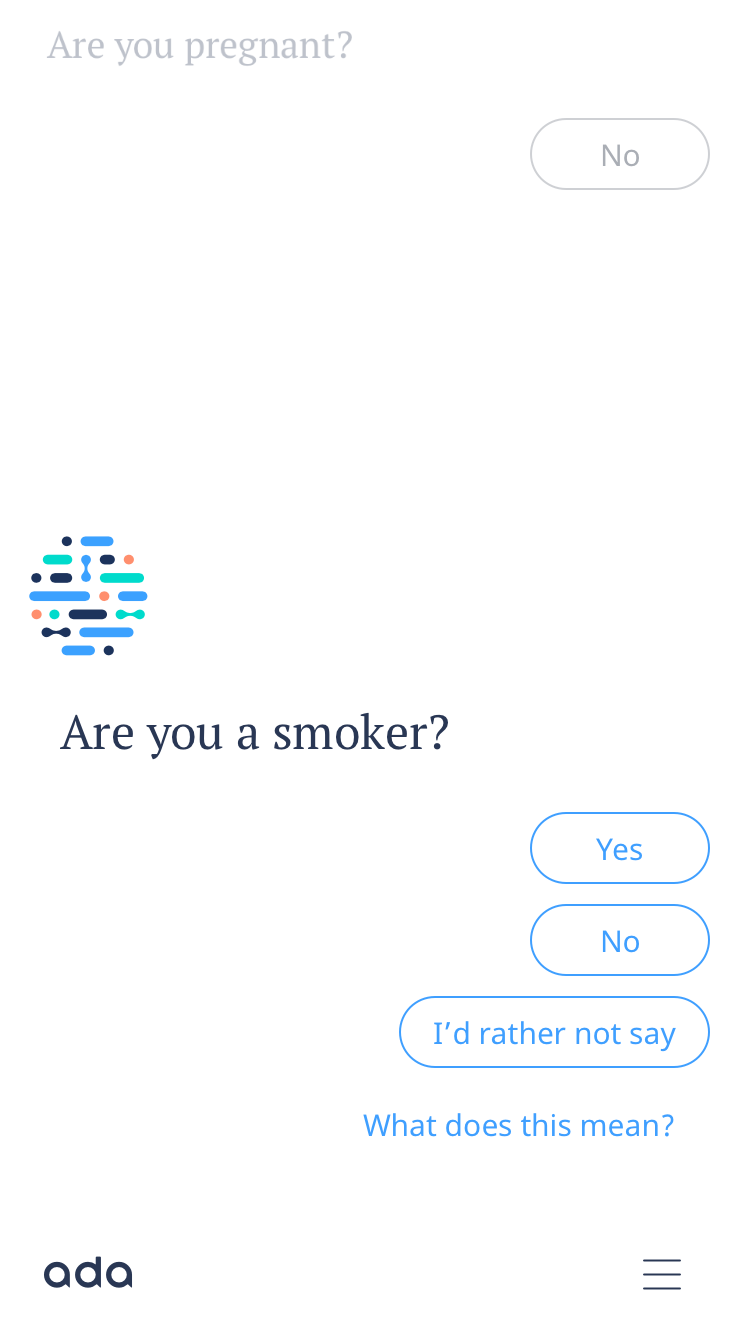 Are you pregnant?
No
Are you a smoker?
Yes
No
I’d rather not say
What does this mean?
ada